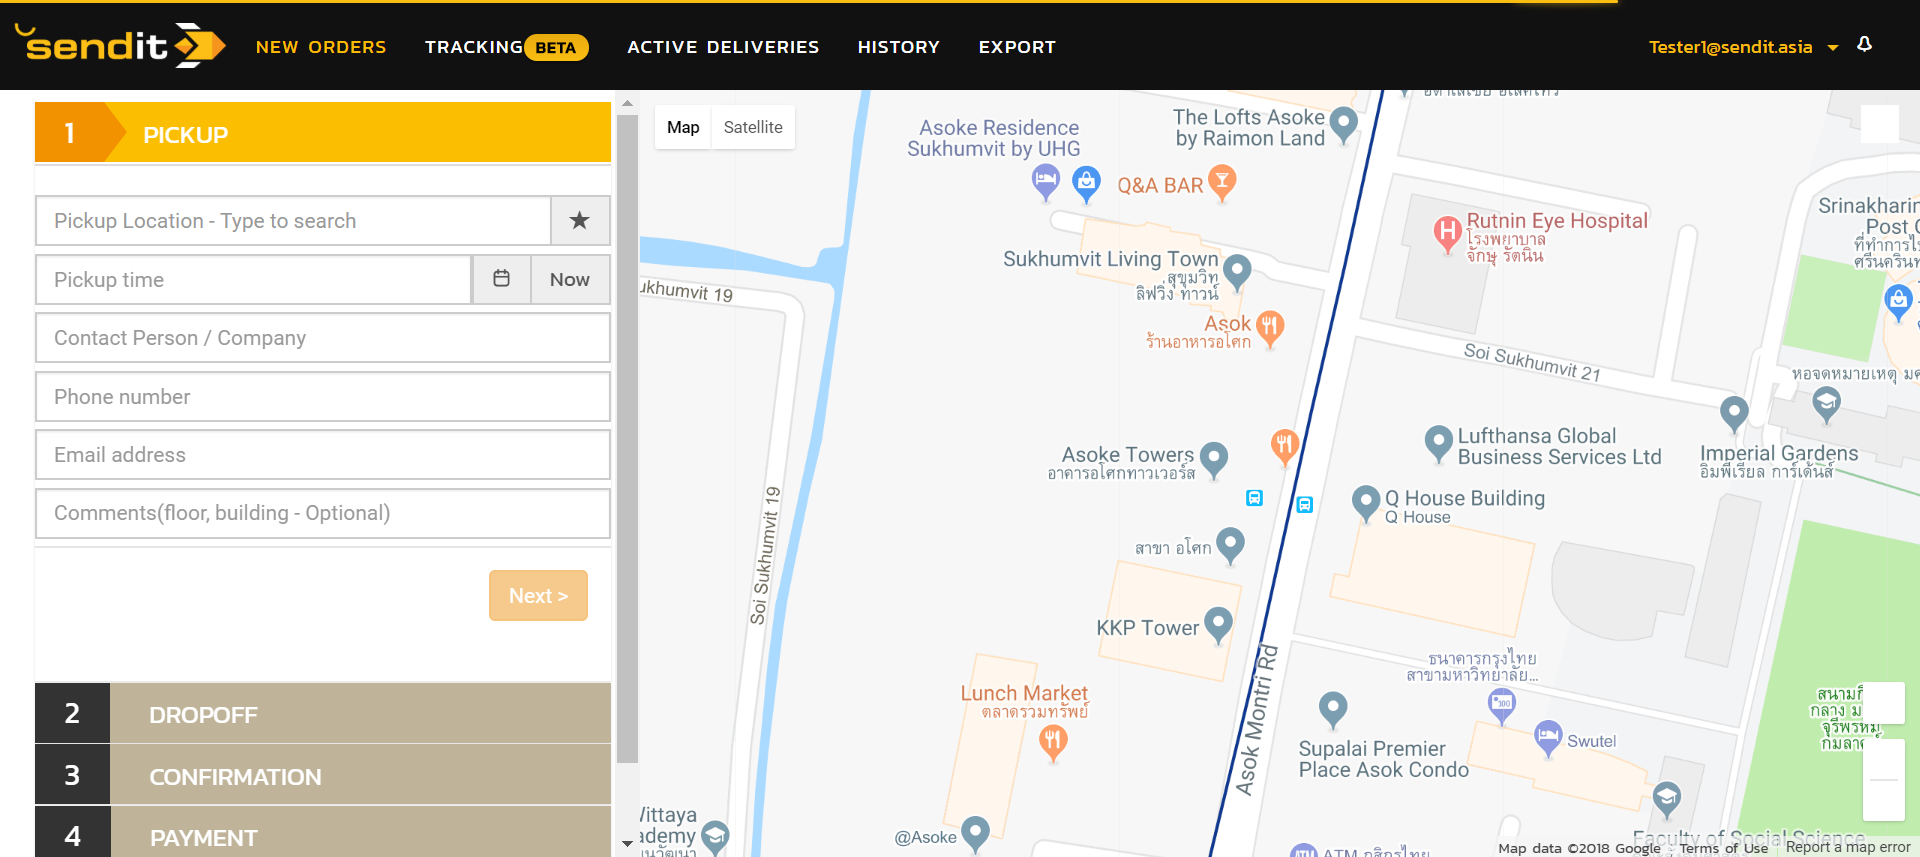 sendit
NEW ORDERS
TRACKING BETA
ACTIVE DELIVERIES
HISTORY
EXPORT
Tester1@sendit.asia
1
PICKUP
Pickup Location - Type to search
Pickup time
Now
Contact Person / Company
Phone number
Email address
Comments(floor, building - Optional)
Next >
2
DROPOFF
3
CONFIRMATION
4
PAYMENT
Map
Satellite
Asoke Residence
Sukhumvit by UHG
The Lofts Asoke
by Raimon Land
Q&A BAR
Rutnin Eye Hospital
โรงพยาบาล
จักษุ รัตนิน
Srinakharin
Post
ที่ทำการไป
ศรีนครินท
Sukhumvit Living Town
สุขุมวิท
ลิฟวิ่ง ทาวน์
ukhumvit 19
Asok
ร้านอาหารอโศก
Soi Sukhumvit 21
หอจดหมายเหตุ มศ
Lufthansa Global
Business Services Ltd
Imperial Gardens
อิมพีเรียล การ์เด้นส์
Asoke Towers
อาคารอโศกทาวเวอร์ส
Soi Sukhumvit 19
Q House Building
Q House
สาขา อโศก
KKP Tower
Asok Montri Rd
ธนาคารกรุงไทย
สาขามหาวิทยาลัย...
Lunch Market
ตลาดรวมทรัพย์
สนามกี
กลาง ม
จุรีพรหม
กมลา
Swutel
Supalai Premier
Place Asok Condo
Wittaya
ademy
@Asoke
Faculty of Social Science
ATM กสิกรไทย
Map data ©2018 Google
Terms of Use
Report a map error